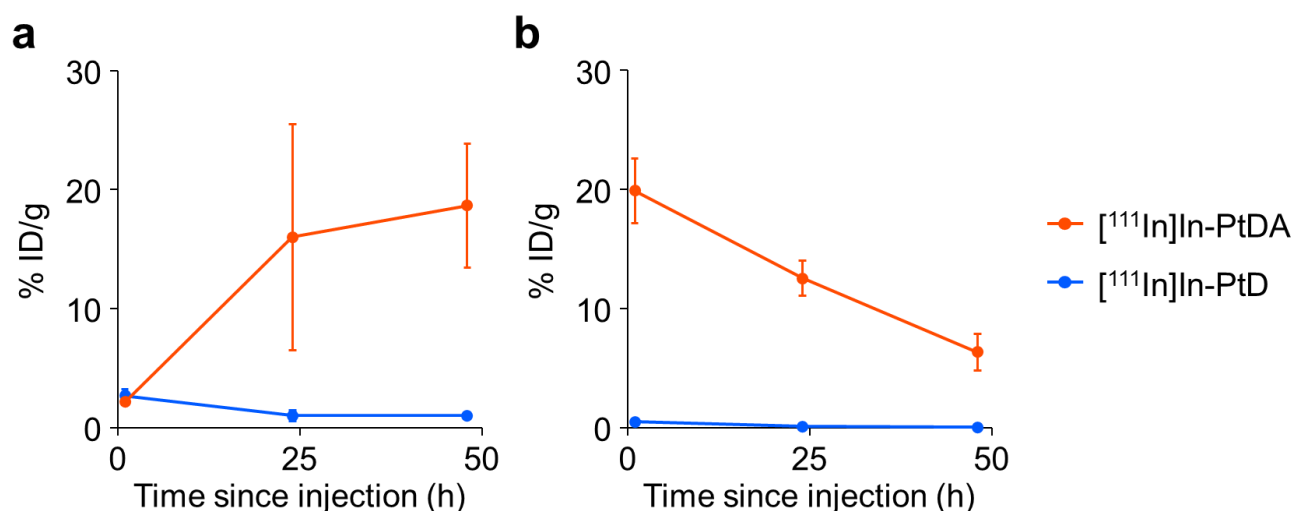 a
30
20
10
0
% ID/g
0
25
50
Time since injection (h)
b
30
20
10
0
% ID/g
0
25
50
Time since injection (h)
[¹¹¹In]In-PtDA
[¹¹¹In]In-PtD